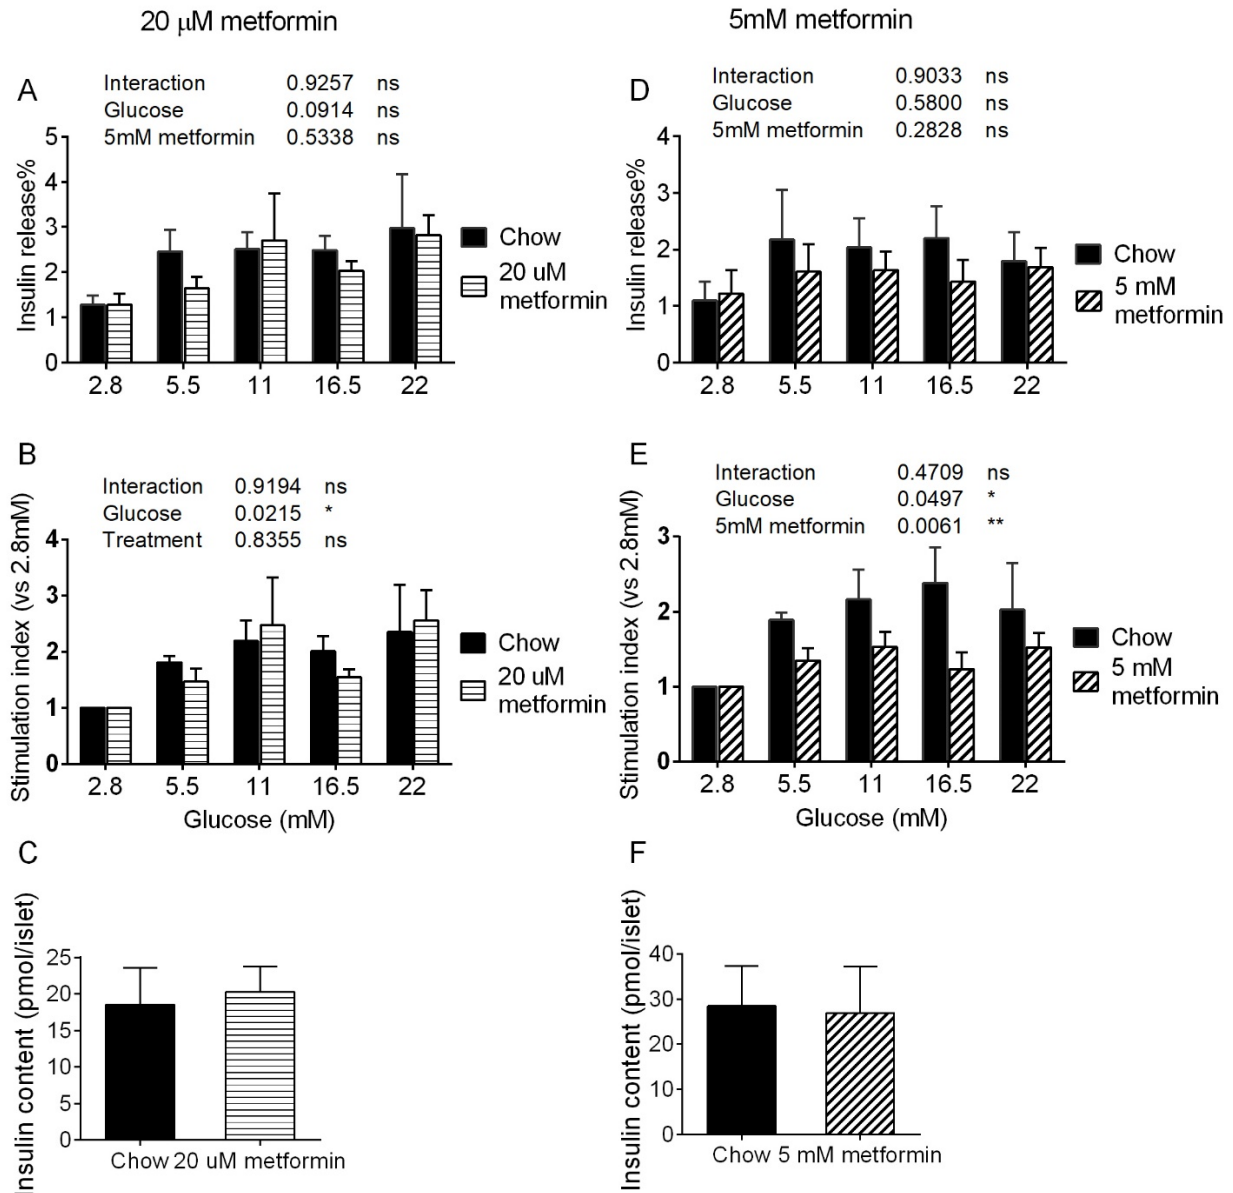 20 μM metformin
5mM metformin
A
Interaction 0.9257 ns
Glucose 0.0914 ns
5mM metformin 0.5338 ns
Insulin release%
5
4
3
2
1
0
2.8 5.5 11 16.5 22
Chow
20 uM
metformin
D
Interaction 0.9033 ns
Glucose 0.5800 ns
5mM metformin 0.2828 ns
Insulin release%
4
3
2
1
0
2.8 5.5 11 16.5 22
Chow
5 mM
metformin
B
Interaction 0.9194 ns
Glucose 0.0215 *
Treatment 0.8355 ns
Stimulation index (vs 2.8mM)
4
3
2
1
0
2.8 5.5 11 16.5 22
Glucose (mM)
Chow
20 uM
metformin
E
Interaction 0.4709 ns
Glucose 0.0497 *
5mM metformin 0.0061 **
Stimulation index (vs 2.8mM)
3
2
1
0
2.8 5.5 11 16.5 22
Glucose (mM)
Chow
5 mM
metformin
C
Insulin content (pmol/islet)
25
20
15
10
5
0
Chow 20 uM metformin
F
Insulin content (pmol/islet)
40
30
20
10
0
Chow 5 mM metformin